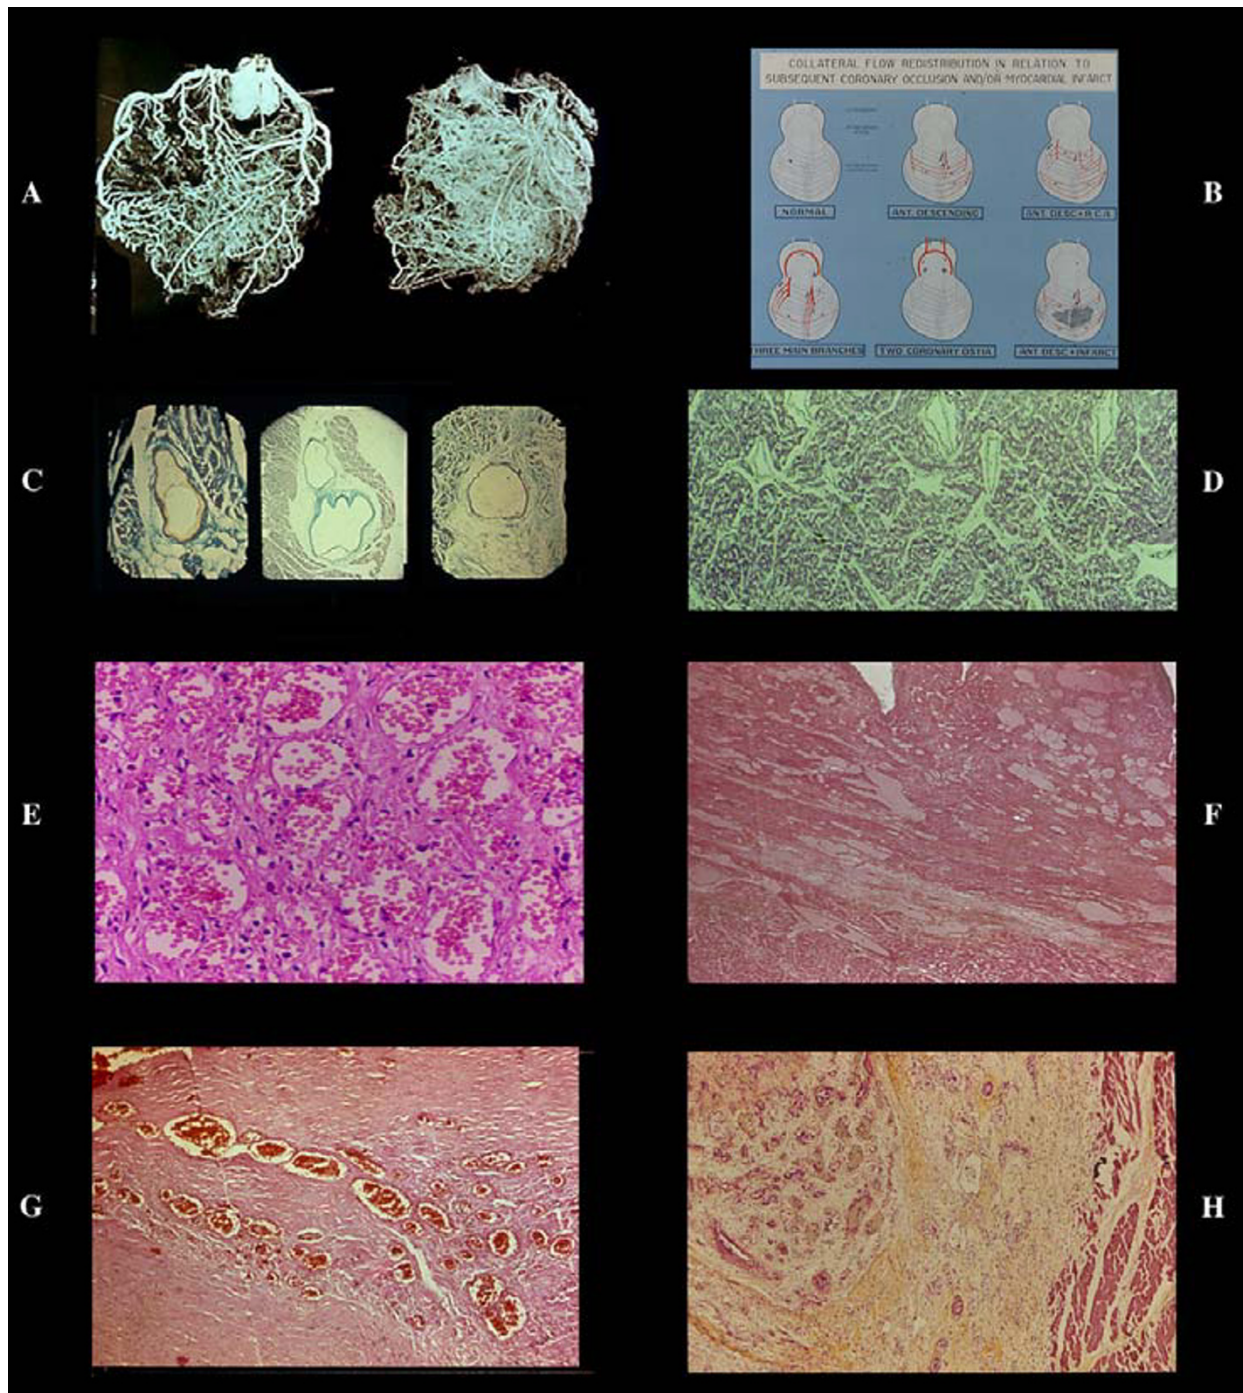 A
B
COLLATERAL FLOW REDISTRIBUTION IN RELATION TO
SUBSEQUENT CORONARY OCCLUSION AND/OR MYOCARDIAL INFARCT
NORMAL
ANT. DESCENDING
ANT. DESC + R.C.A
THREE MAIN BRANCHES
TWO CORONARY OSTIA
ANT DESC + INFARCT
C
D
E
F
G
H